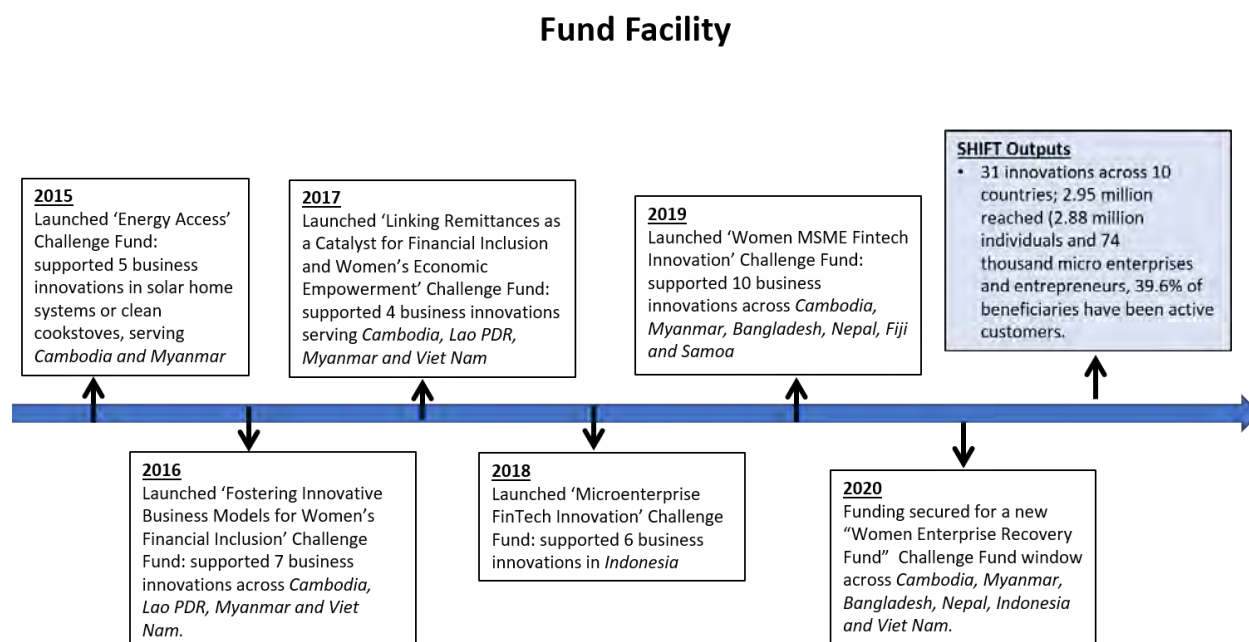 Fund Facility
2015
Launched ‘Energy Access’
Challenge Fund:
supported 5 business
innovations in solar home
systems or clean
cookstoves, serving
Cambodia and Myanmar
2017
Launched ‘Linking Remittances as
a Catalyst for Financial Inclusion
and Women’s Economic
Empowerment’ Challenge Fund:
supported 4 business innovations
serving Cambodia, Lao PDR,
Myanmar and Viet Nam
2019
Launched ‘Women MSME Fintech
Innovation’ Challenge Fund:
supported 10 business
innovations across Cambodia,
Myanmar, Bangladesh, Nepal, Fiji
and Samoa
SHIFT Outputs
• 31 innovations across 10
countries; 2.95 million
reached (2.88 million
individuals and 74
thousand micro enterprises
and entrepreneurs, 39.6% of
beneficiaries have been active
customers.
2016
Launched ‘Fostering Innovative
Business Models for Women’s
Financial Inclusion’ Challenge
Fund: supported 7 business
innovations across Cambodia,
Lao PDR, Myanmar and Viet
Nam.
2018
Launched ‘Microenterprise
FinTech Innovation’ Challenge
Fund: supported 6 business
innovations in Indonesia
2020
Funding secured for a new
“Women Enterprise Recovery
Fund” Challenge Fund window
across Cambodia, Myanmar,
Bangladesh, Nepal, Indonesia
and Viet Nam.